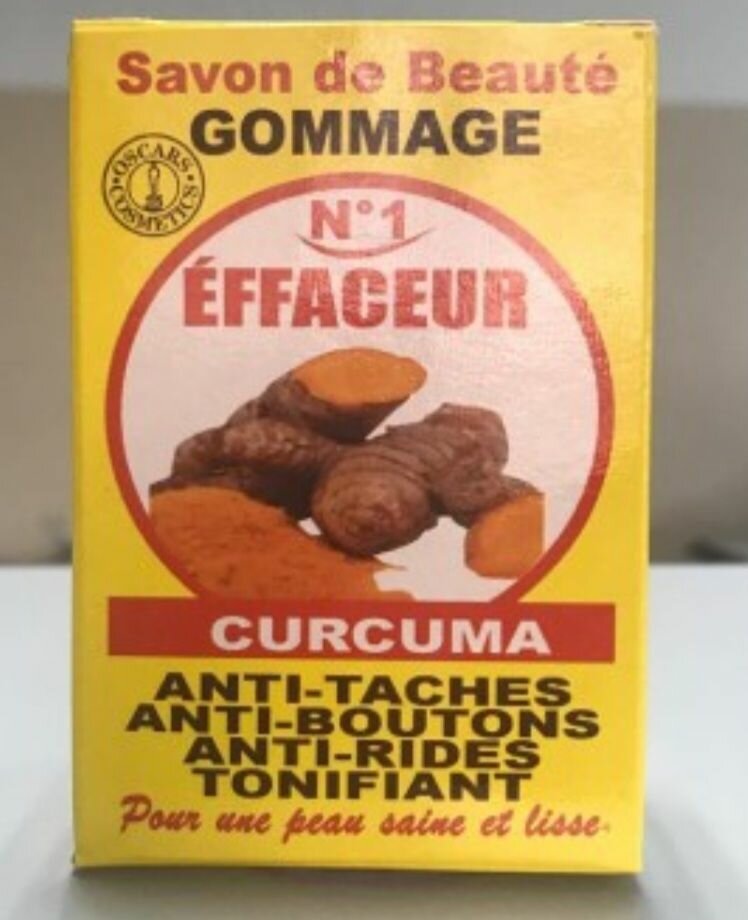 Savon de Beauté
GOMMAGE
OSCARS
COSMETICS
N°1
ÉFFACEUR
CURCUMA
ANTI-TACHES
ANTI-BOUTONS
ANTI-RIDES
TONIFIANT
Pour une peau saine et lisse